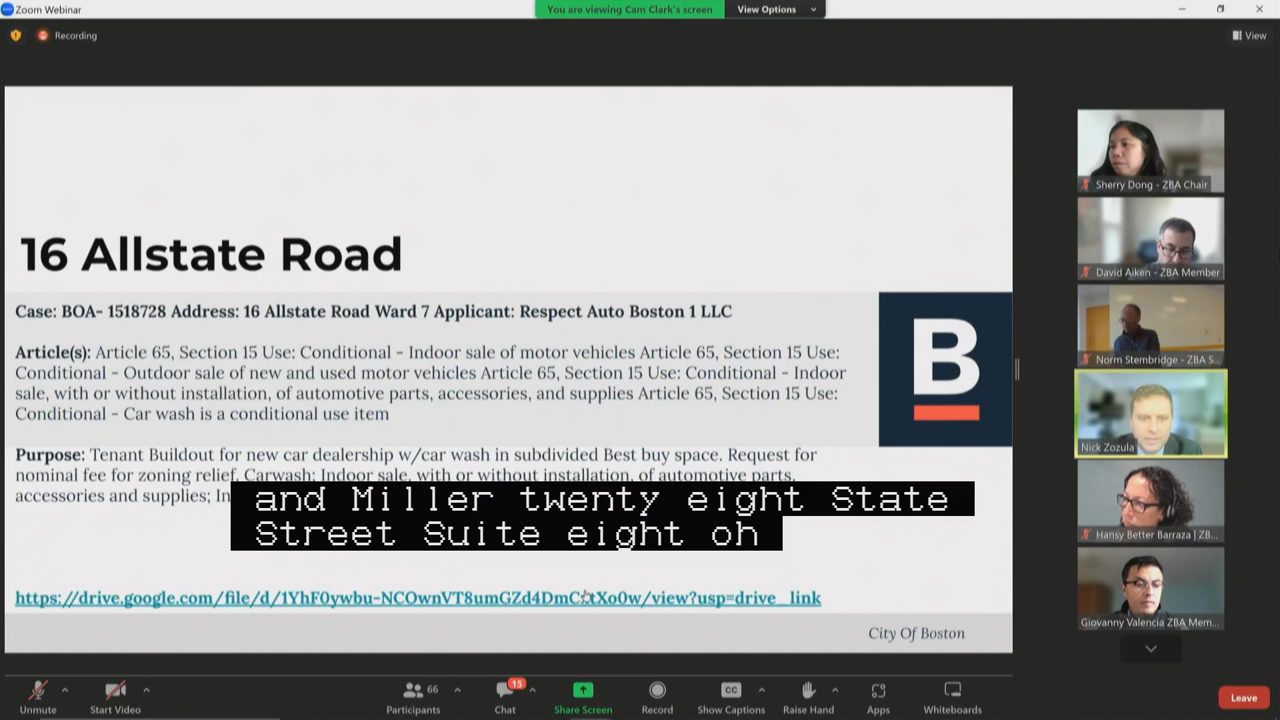 Zoom Webinar
You are viewing Cam Clark's screen
View Options
Recording
View
16 Allstate Road
Case: BOA- 1518728 Address: 16 Allstate Road Ward 7 Applicant: Respect Auto Boston 1 LLC
Article(s): Article 65, Section 15 Use: Conditional - Indoor sale of motor vehicles Article 65, Section 15 Use:
Conditional - Outdoor sale of new and used motor vehicles Article 65, Section 15 Use: Conditional - Indoor
sale, with or without installation, of automotive parts, accessories, and supplies Article 65, Section 15 Use:
Conditional - Car wash is a conditional use item
B
Purpose: Tenant Buildout for new car dealership w/car wash in subdivided Best buy space. Request for
nominal fee for zoning relief. Carwash; Indoor sale, with or without installation, of automotive parts,
accessories and supplies; In
and Miller twenty eight State
Street Suite eight oh
City Of Boston
Sherry Dong - ZBA Chair
David Aiken - ZBA Member
Norm Stembridge - ZBA S...
Nick Zozula
Hansy Better Barraza | ZB...
Giovanny Valencia ZBA Mem...
Unmute
Start Video
66
Participants
15
Chat
Share Screen
Record
CC
Show Captions
Raise Hand
Apps
Whiteboards
Leave